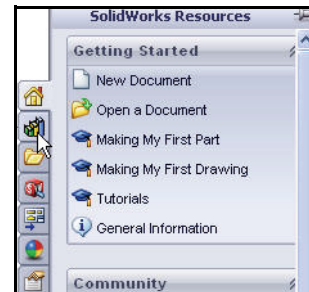 SolidWorks Resources
Getting Started
New Document
Open a Document
Making My First Part
Making My First Drawing
Tutorials
General Information
Community